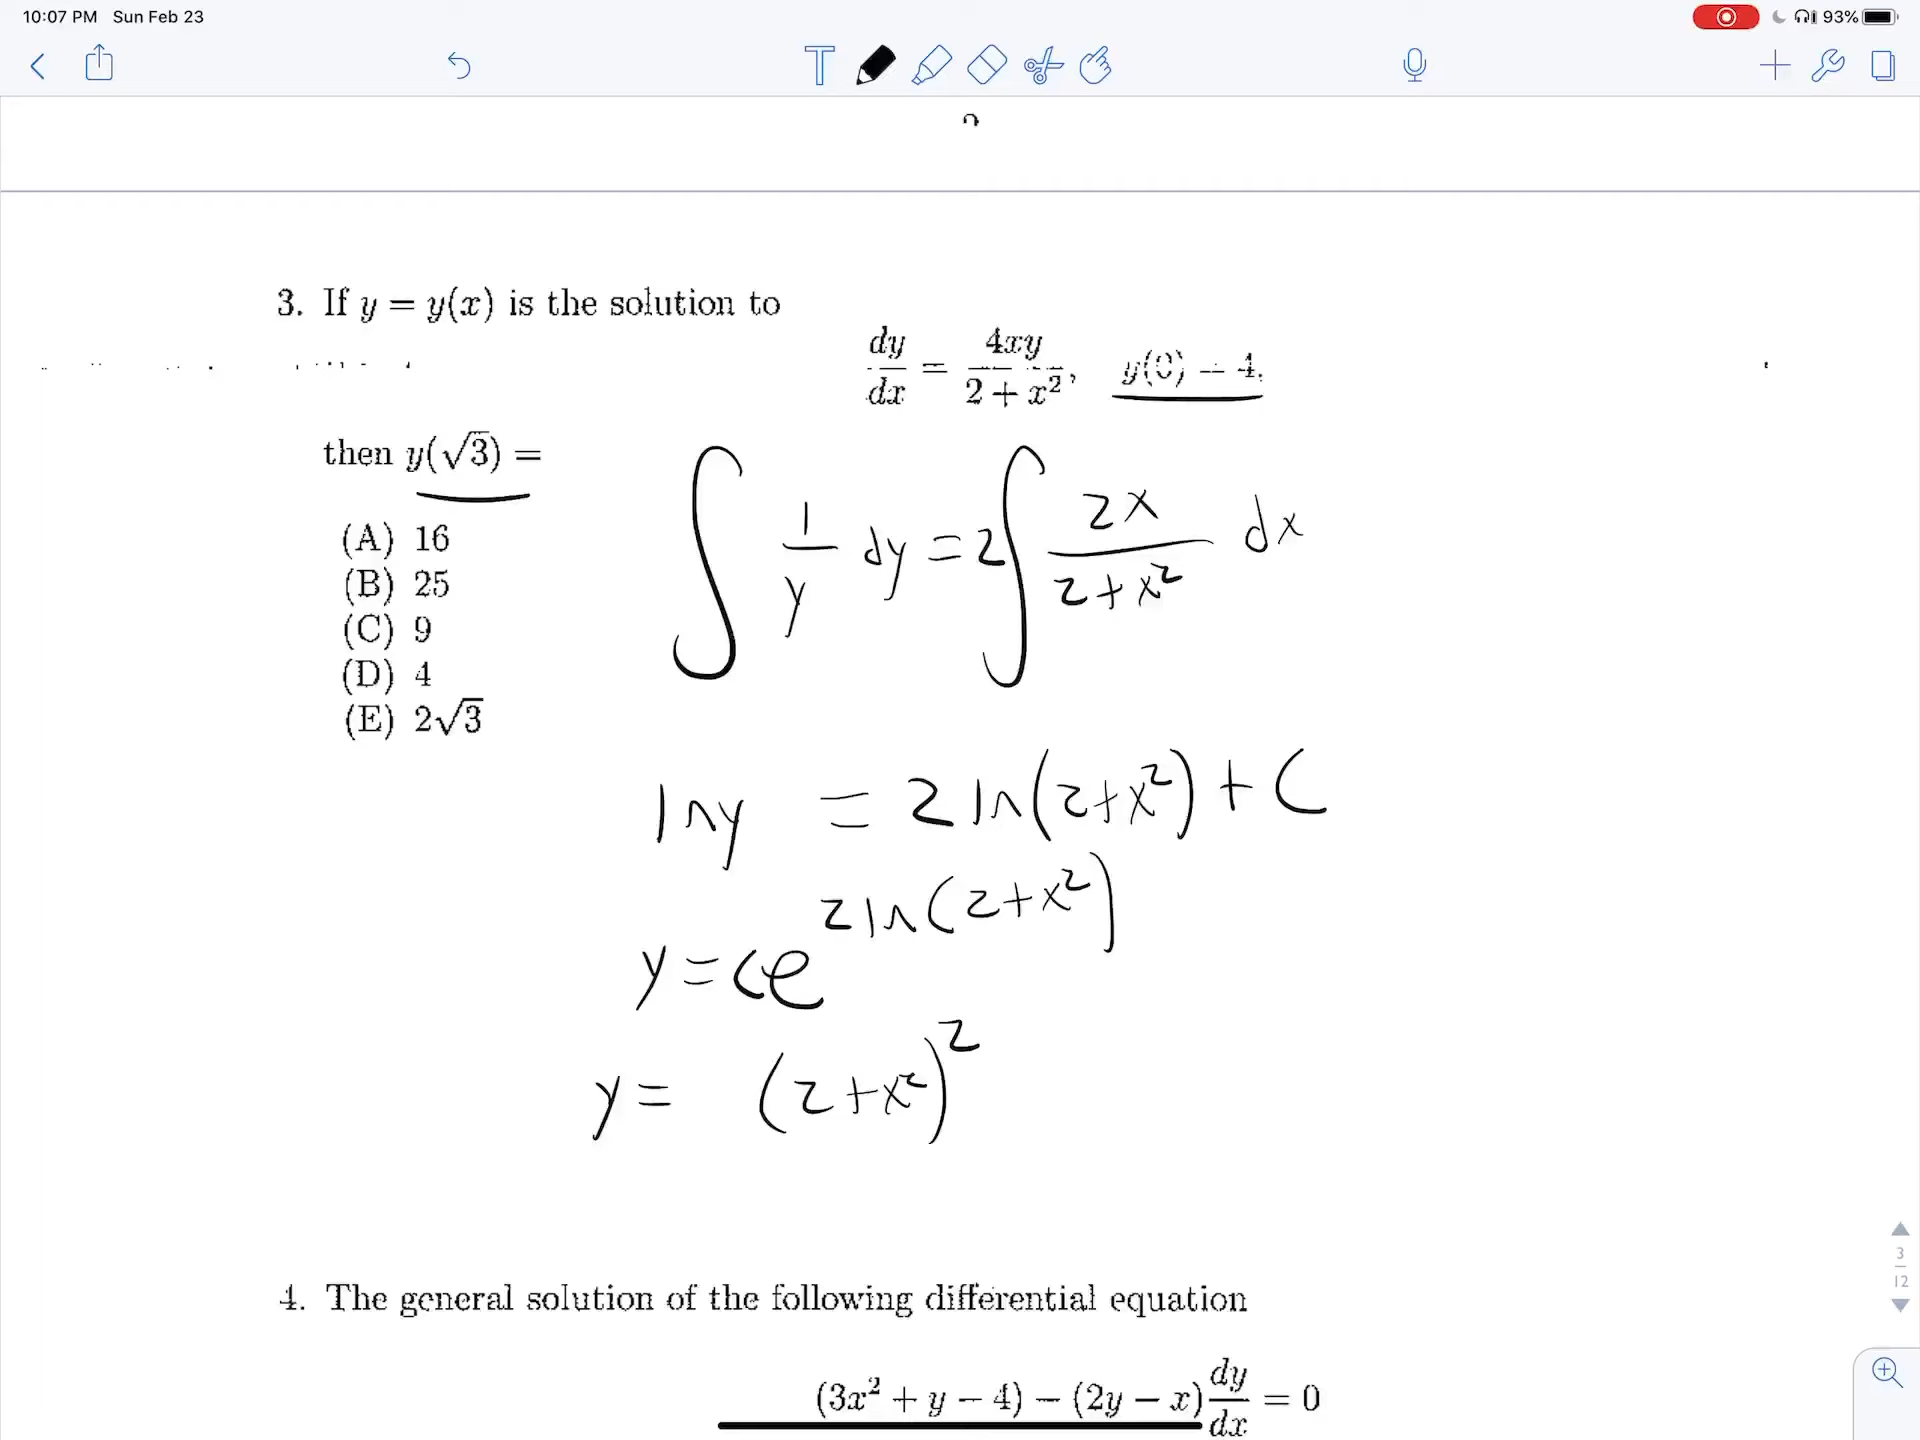 10:07 PM Sun Feb 23 93%
3. If y = y(x) is the solution to
dy/dx = 4xy/(2 + x²), y(0) = 4,
then y(√3) =
(A) 16
(B) 25
(C) 9
(D) 4
(E) 2√3
∫ 1/y dy = 2 ∫ 2x/(2+x²) dx
ln y = 2 ln(2+x²) + C
y = Ce^(2 ln(2+x²))
y = (2+x²)²
4. The general solution of the following differential equation
(3x² + y − 4) − (2y − x) dy/dx = 0
3
12